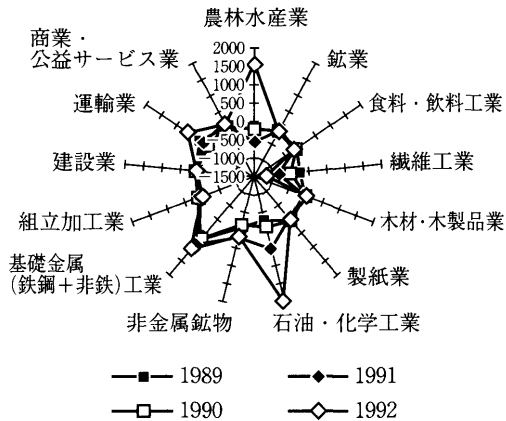 農林水産業
商業・
公益サービス業
鉱業
運輸業
食料・飲料工業
建設業
繊維工業
組立加工業
木材・木製品業
基礎金属
(鉄鋼＋非鉄)工業
製紙業
非金属鉱物
石油・化学工業
2000
1500
1000
500
0
−500
−1000
−1500
1989
1991
1990
1992